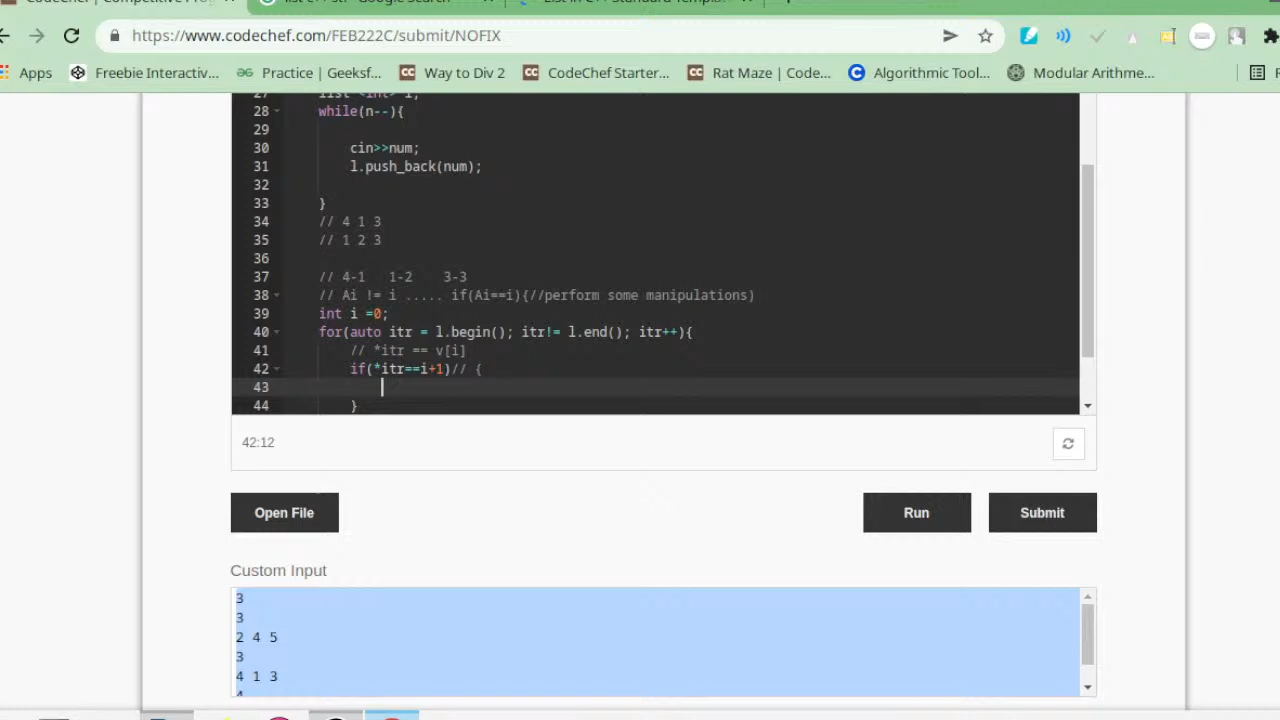 https://www.codechef.com/FEB222C/submit/NOFIX
Apps Freebie Interactiv... Practice | Geeksf... Way to Div 2 CodeChef Starter... Rat Maze | Code... Algorithmic Tool... Modular Arithme...
27 list <int> l;
28 while(n--){
29
30 cin>>num;
31 l.push_back(num);
32
33 }
34 // 4 1 3
35 // 1 2 3
36
37 // 4-1 1-2 3-3
38 // Ai != i ..... if(Ai==i){//perform some manipulations)
39 int i =0;
40 for(auto itr = l.begin(); itr!= l.end(); itr++){
41 // *itr == v[i]
42 if(*itr==i+1)// {
43
44 }
42:12
Open File Run Submit
Custom Input
3
3
2 4 5
3
4 1 3